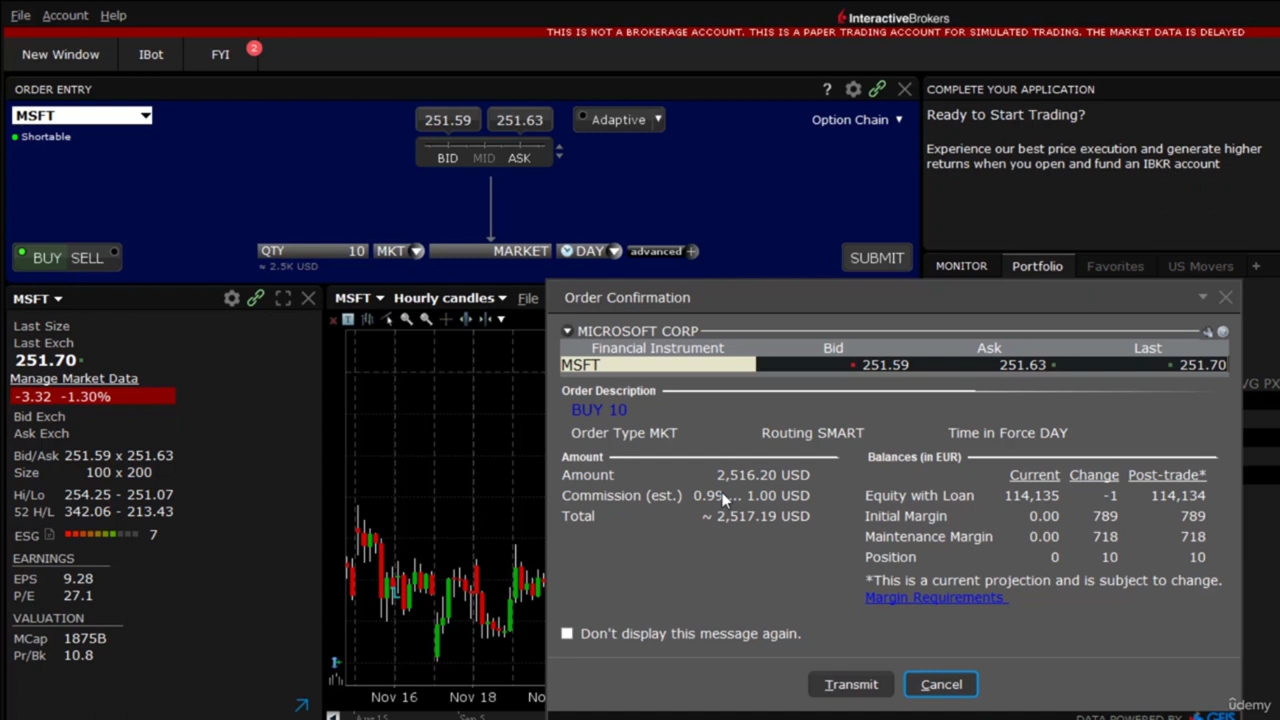 File Account Help
InteractiveBrokers
THIS IS NOT A BROKERAGE ACCOUNT. THIS IS A PAPER TRADING ACCOUNT FOR SIMULATED TRADING. THE MARKET DATA IS DELAYED
New Window IBot FYI 2
ORDER ENTRY ?
MSFT
Shortable
251.59 251.63 Adaptive
BID MID ASK
Option Chain
BUY SELL
QTY 10 MKT MARKET DAY advanced +
≈ 2.5K USD
SUBMIT
COMPLETE YOUR APPLICATION
Ready to Start Trading?
Experience our best price execution and generate higher
returns when you open and fund an IBKR account
MONITOR Portfolio Favorites US Movers +
MSFT
Last Size
Last Exch
251.70
Manage Market Data
-3.32 -1.30%
Bid Exch
Ask Exch
Bid/Ask 251.59 x 251.63
Size 100 x 200
Hi/Lo 254.25 - 251.07
52 H/L 342.06 - 213.43
ESG 7
EARNINGS
EPS 9.28
P/E 27.1
VALUATION
MCap 1875B
Pr/Bk 10.8
MSFT Hourly candles File
Nov 16 Nov 18 No
Order Confirmation
MICROSOFT CORP
Financial Instrument Bid Ask Last
MSFT 251.59 251.63 251.70
Order Description
BUY 10
Order Type MKT Routing SMART Time in Force DAY
Amount
Amount 2,516.20 USD
Commission (est.) 0.99 ... 1.00 USD
Total ~ 2,517.19 USD
Balances (in EUR) Current Change Post-trade*
Equity with Loan 114,135 -1 114,134
Initial Margin 0.00 789 789
Maintenance Margin 0.00 718 718
Position 0 10 10
*This is a current projection and is subject to change.
Margin Requirements
Don't display this message again.
Transmit Cancel
VG PX
DATA POWERED BY
udemy